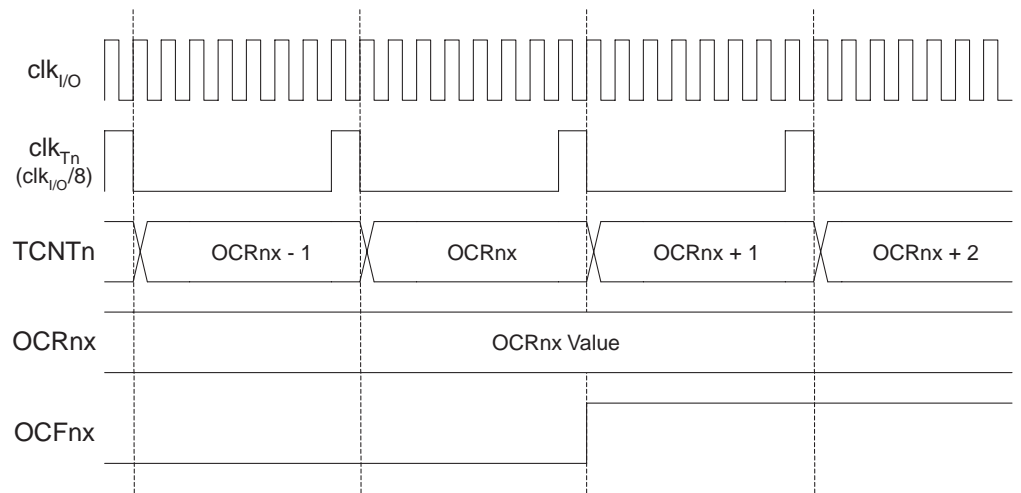 clkI/O
clkTn
(clkI/O/8)
TCNTn
OCRnx - 1
OCRnx
OCRnx + 1
OCRnx + 2
OCRnx
OCRnx Value
OCFnx